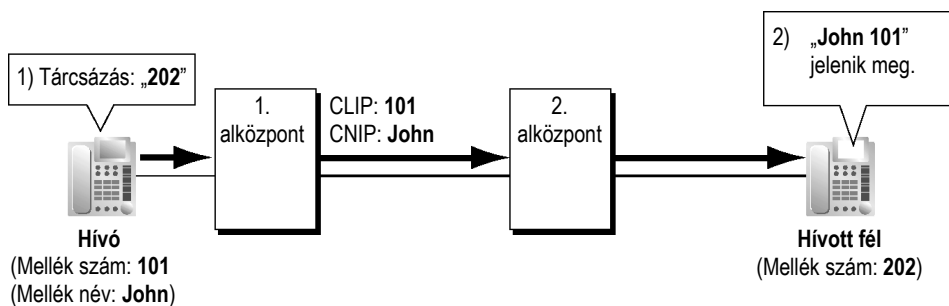 1) Tárcsázás: „202”
2) „John 101”
jelenik meg.
1.
alközpont
CLIP: 101
CNIP: John
2.
alközpont
Hívó
(Mellék szám: 101
(Mellék név: John)
Hívott fél
(Mellék szám: 202)